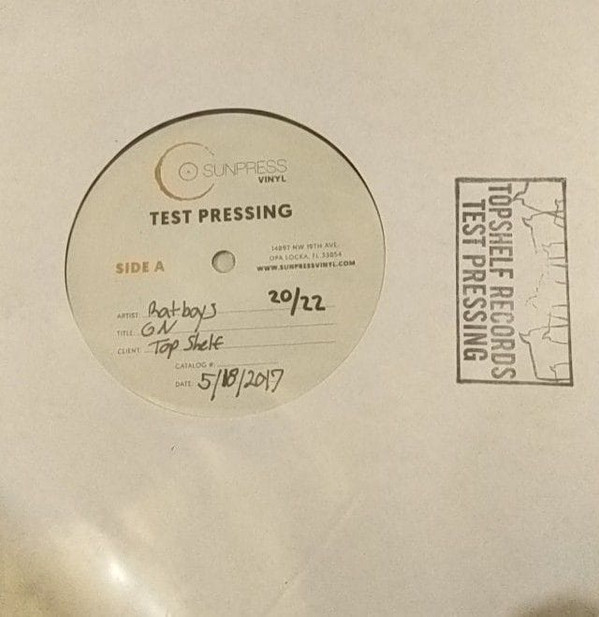 SUNPRESS
VINYL
TEST PRESSING
14897 NW 19TH AVE.
OPA LOCKA, FL 33054
WWW.SUNPRESSVINYL.COM
SIDE A
20/22
ARTIST: Ratboys
TITLE: GN
CLIENT: Top Shelf
CATALOG #:
DATE: 5/18/2017
TOPSHELF RECORDS
TEST PRESSING